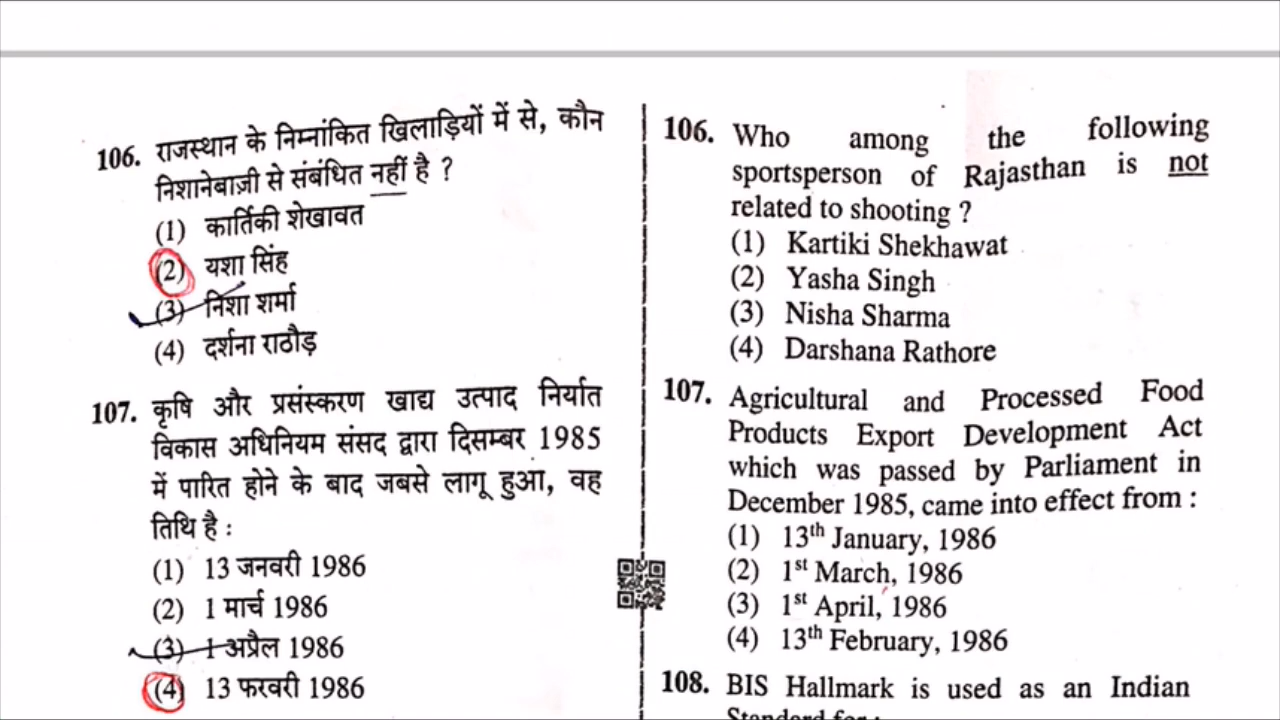 106. राजस्थान के निम्नांकित खिलाड़ियों में से, कौन
निशानेबाज़ी से संबंधित नहीं है ?
(1) कार्तिकी शेखावत
(2) यशा सिंह
(3) निशा शर्मा
(4) दर्शना राठौड़
107. कृषि और प्रसंस्करण खाद्य उत्पाद निर्यात
विकास अधिनियम संसद द्वारा दिसम्बर 1985
में पारित होने के बाद जबसे लागू हुआ, वह
तिथि है :
(1) 13 जनवरी 1986
(2) 1 मार्च 1986
(3) 1 अप्रैल 1986
(4) 13 फरवरी 1986
106. Who among the following
sportsperson of Rajasthan is not
related to shooting ?
(1) Kartiki Shekhawat
(2) Yasha Singh
(3) Nisha Sharma
(4) Darshana Rathore
107. Agricultural and Processed Food
Products Export Development Act
which was passed by Parliament in
December 1985, came into effect from :
(1) 13th January, 1986
(2) 1st March, 1986
(3) 1st April, 1986
(4) 13th February, 1986
108. BIS Hallmark is used as an Indian
Standard for :